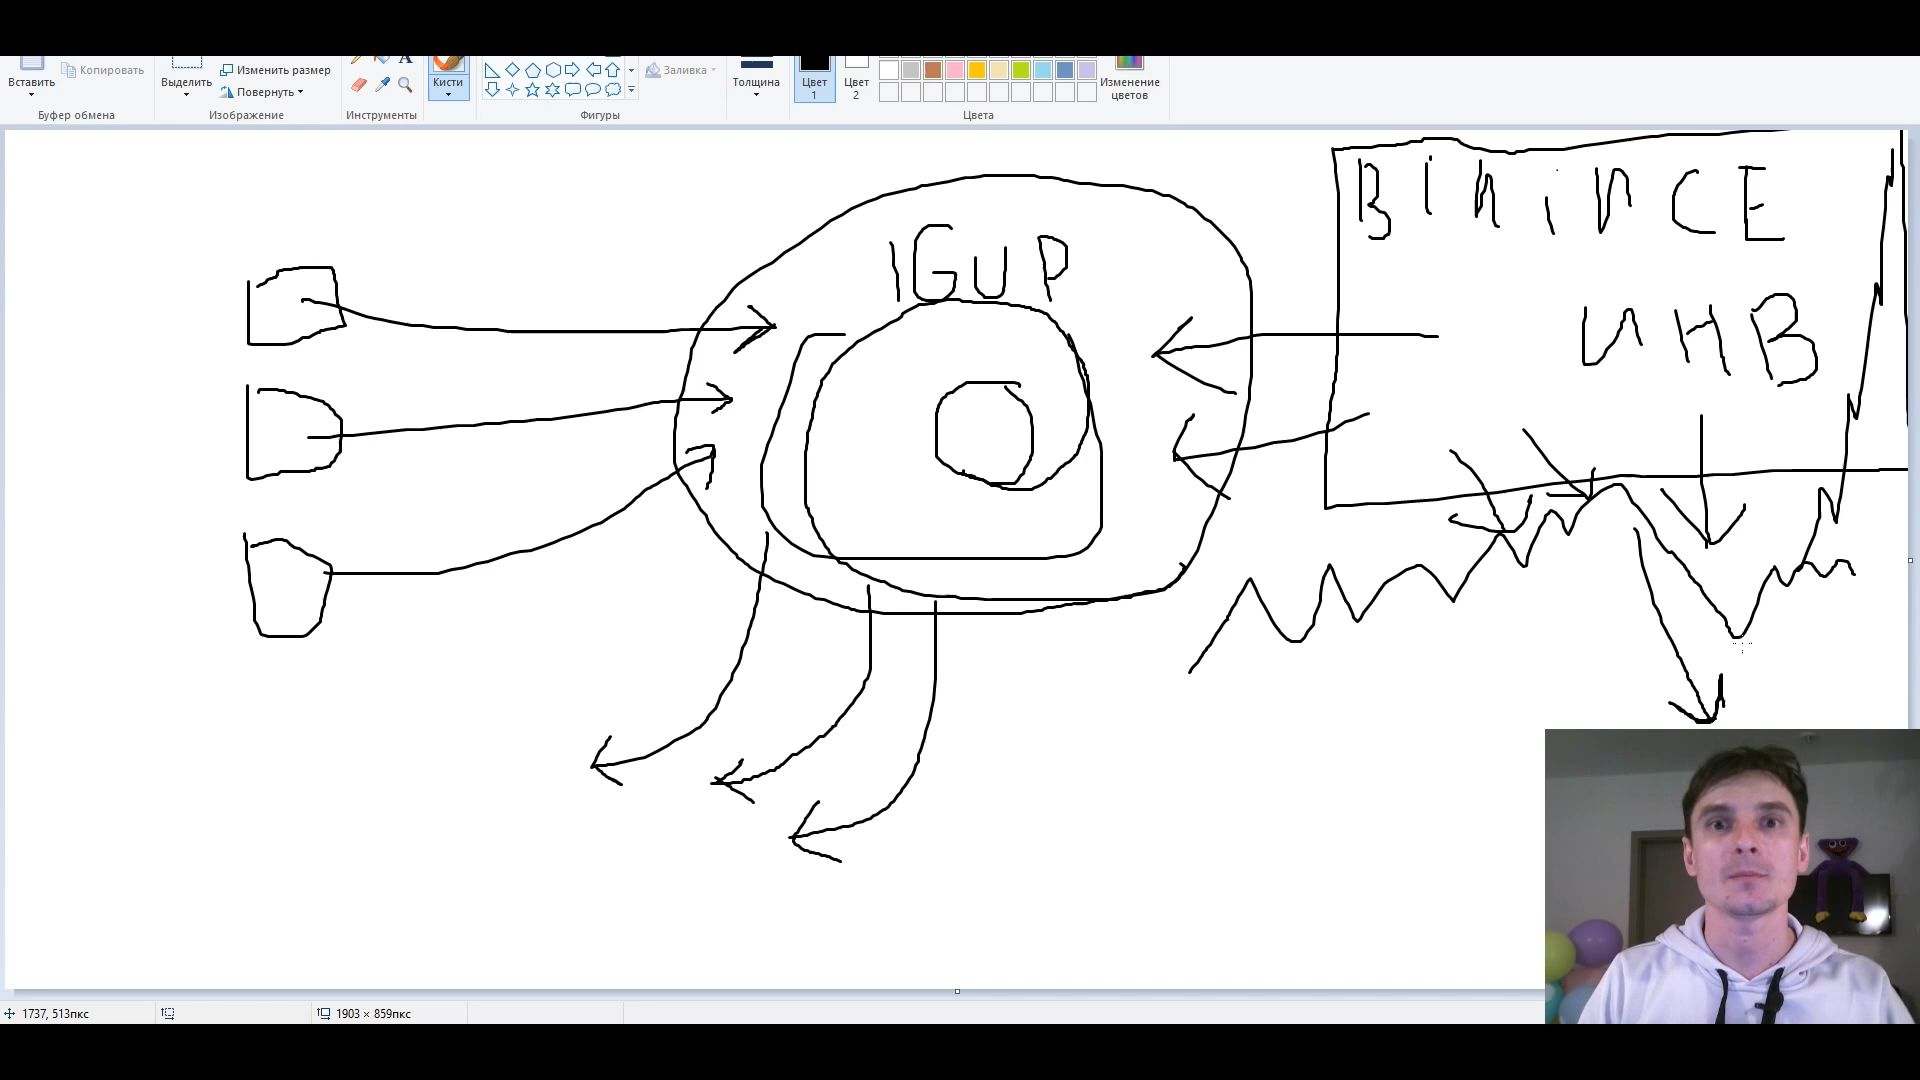 Вставить
Копировать
Выделить
Изменить размер
Повернуть
Кисти
Заливка
Толщина
Цвет 1
Цвет 2
Изменение цветов
Буфер обмена
Изображение
Инструменты
Фигуры
Цвета
IGUP
BINiNCE
ИНВ
1737, 513пкс
1903 × 859пкс